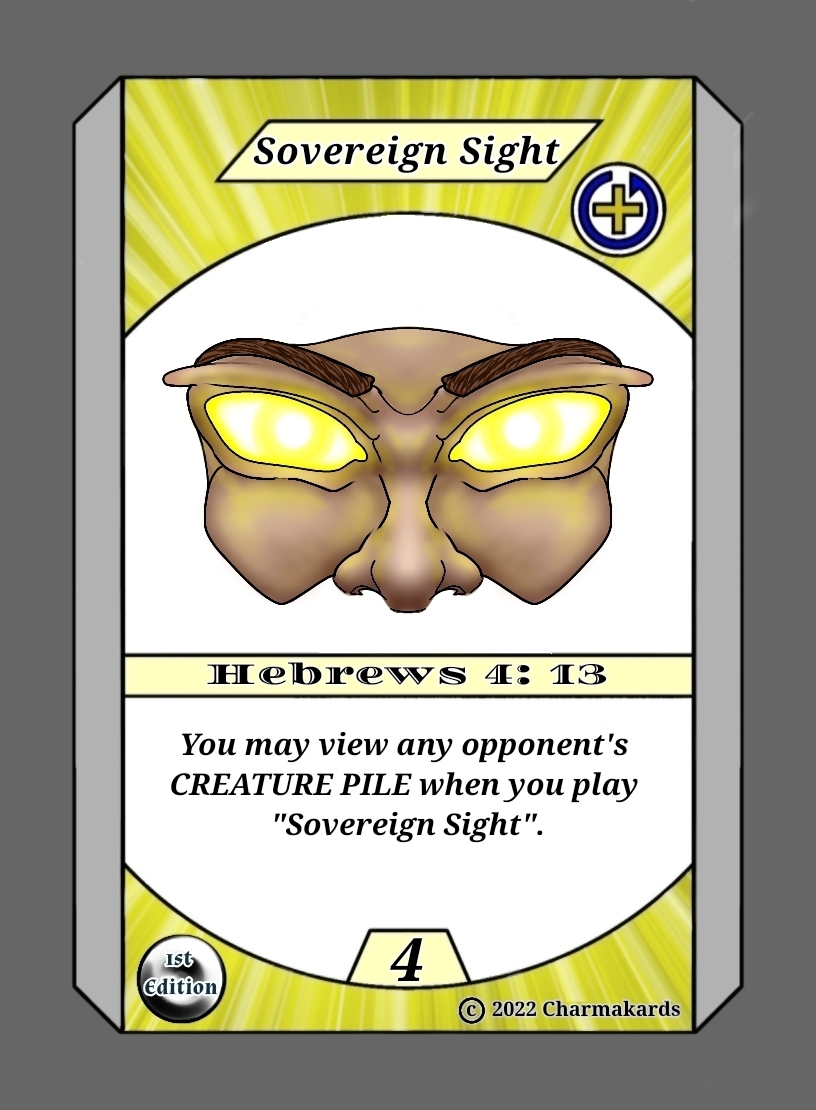 Sovereign Sight
Hebrews 4: 13
You may view any opponent's
CREATURE PILE when you play
"Sovereign Sight".
4
1st
Edition
© 2022 Charmakards